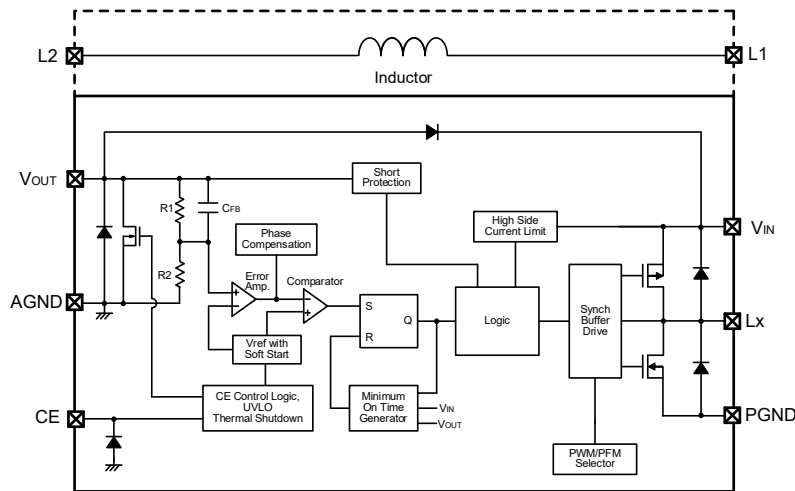 L2
L1
Inductor
VOUT
Short
Protection
R1
CFB
High Side
Current Limit
VIN
Phase
Compensation
R2
Error
Amp.
Comparator
AGND
+
−
−
+
S
R
Q
Logic
Synch
Buffer
Drive
Lx
Vref with
Soft Start
CE Control Logic,
UVLO
Thermal Shutdown
Minimum
On Time
Generator
VIN
VOUT
CE
PGND
PWM/PFM
Selector